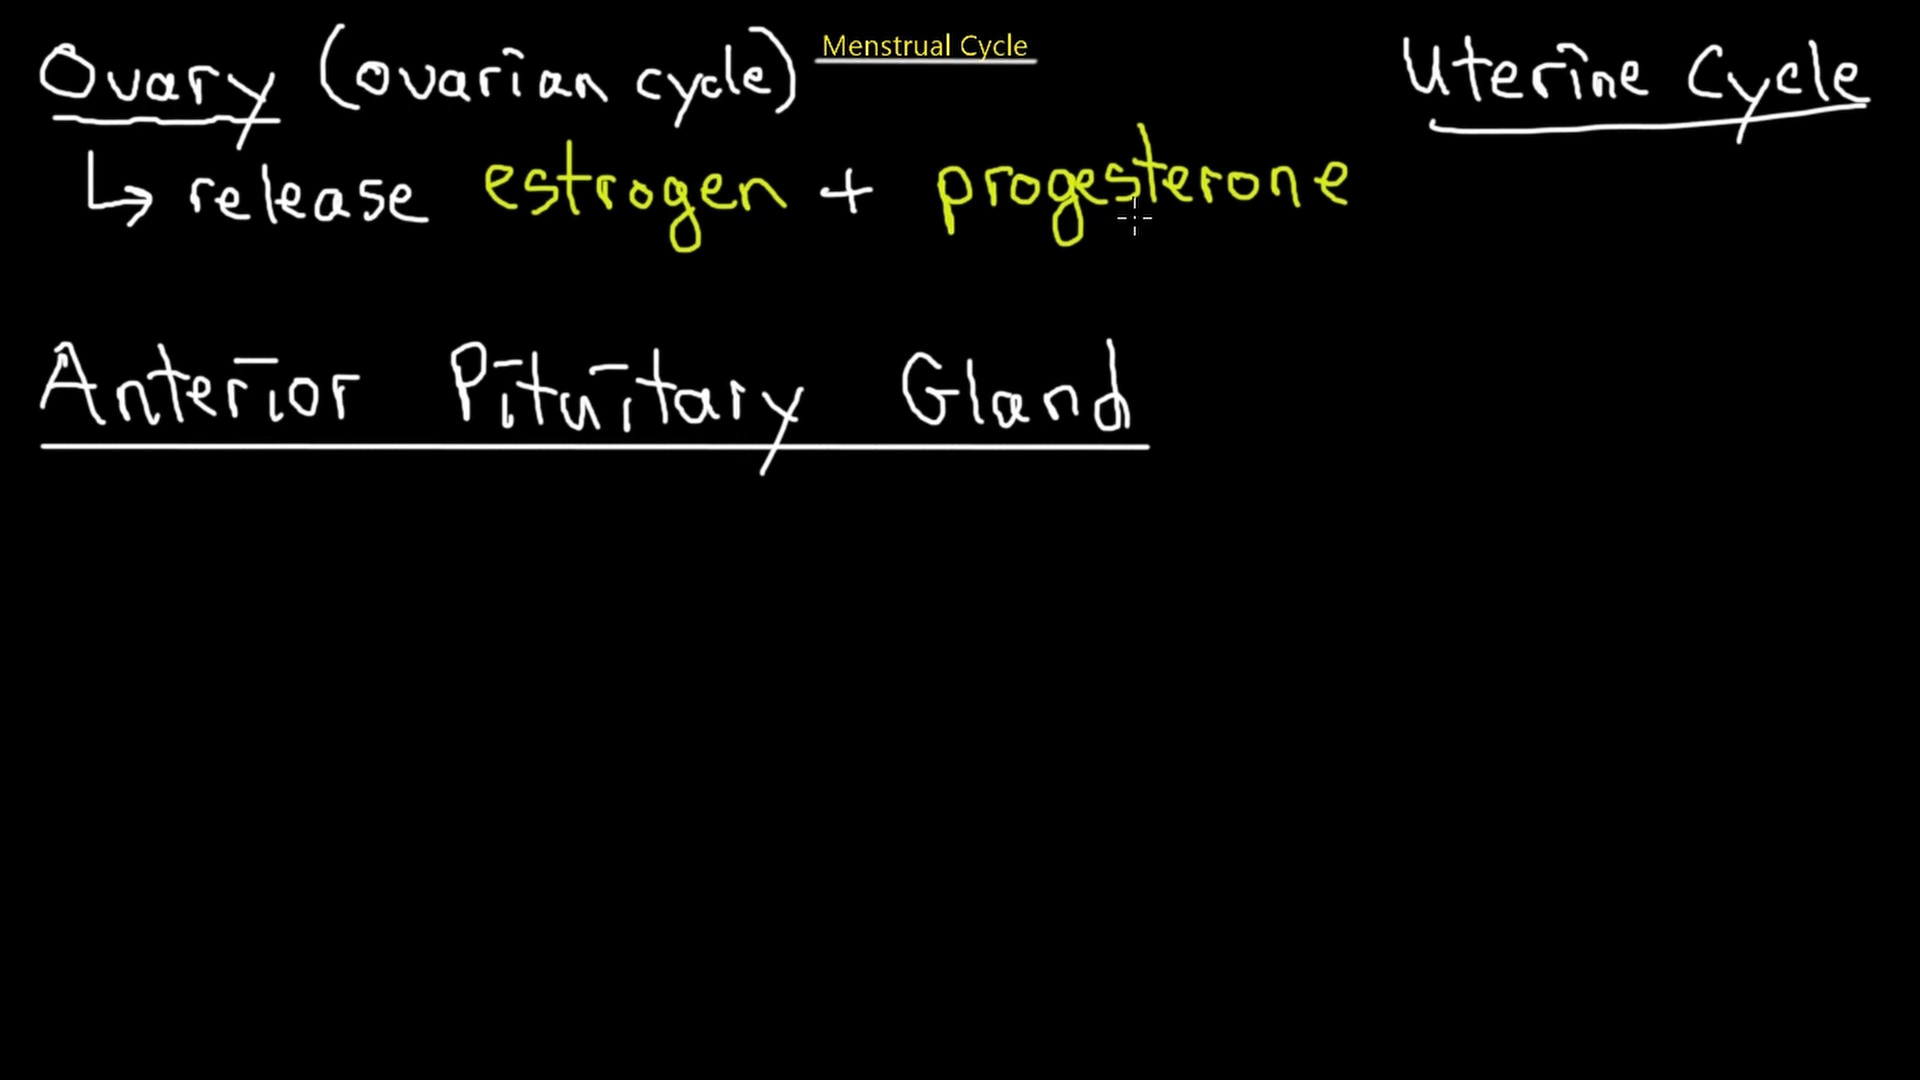 Menstrual Cycle
Ovary (ovarian cycle)
Uterine Cycle
↳ release estrogen + progesterone
Anterior Pituitary Gland